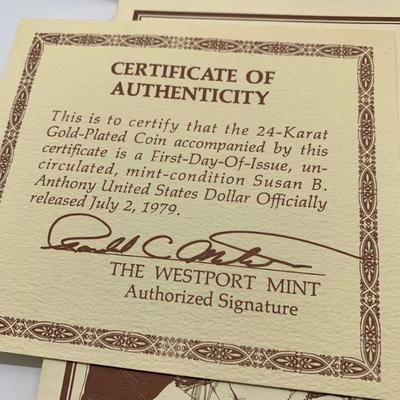 CERTIFICATE OF
AUTHENTICITY
This is to certify that the 24-Karat
Gold-Plated Coin accompanied by this
certificate is a First-Day-Of-Issue, un-
circulated, mint-condition Susan B.
Anthony United States Dollar Officially
released July 2, 1979.
THE WESTPORT MINT
Authorized Signature